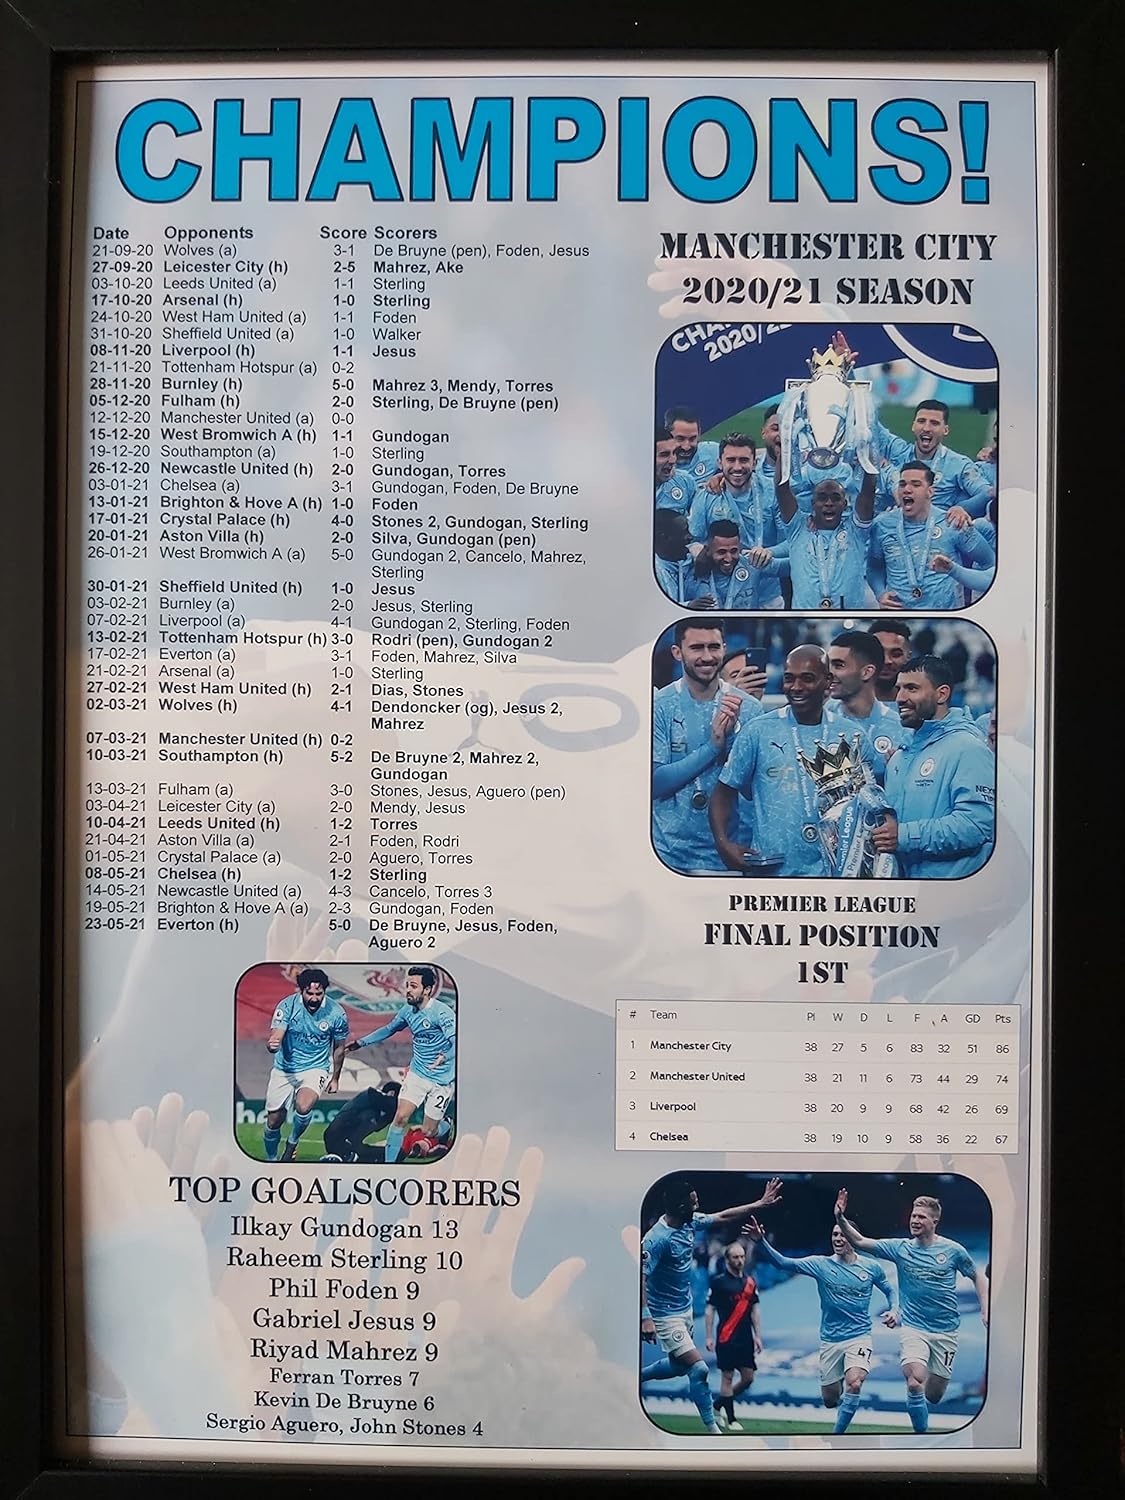 CHAMPIONS!
Date Opponents Score Scorers
21-09-20 Wolves (a) 3-1 De Bruyne (pen), Foden, Jesus
27-09-20 Leicester City (h) 2-5 Mahrez, Ake
03-10-20 Leeds United (a) 1-1 Sterling
17-10-20 Arsenal (h) 1-0 Sterling
24-10-20 West Ham United (a) 1-1 Foden
31-10-20 Sheffield United (a) 1-0 Walker
08-11-20 Liverpool (h) 1-1 Jesus
21-11-20 Tottenham Hotspur (a) 0-2
28-11-20 Burnley (h) 5-0 Mahrez 3, Mendy, Torres
05-12-20 Fulham (h) 2-0 Sterling, De Bruyne (pen)
12-12-20 Manchester United (a) 0-0
15-12-20 West Bromwich A (h) 1-1 Gundogan
19-12-20 Southampton (a) 1-0 Sterling
26-12-20 Newcastle United (h) 2-0 Gundogan, Torres
03-01-21 Chelsea (a) 3-1 Gundogan, Foden, De Bruyne
13-01-21 Brighton & Hove A (h) 1-0 Foden
17-01-21 Crystal Palace (h) 4-0 Stones 2, Gundogan, Sterling
20-01-21 Aston Villa (h) 2-0 Silva, Gundogan (pen)
26-01-21 West Bromwich A (a) 5-0 Gundogan 2, Cancelo, Mahrez,
Sterling
30-01-21 Sheffield United (h) 1-0 Jesus
03-02-21 Burnley (a) 2-0 Jesus, Sterling
07-02-21 Liverpool (a) 4-1 Gundogan 2, Sterling, Foden
13-02-21 Tottenham Hotspur (h) 3-0 Rodri (pen), Gundogan 2
17-02-21 Everton (a) 3-1 Foden, Mahrez, Silva
21-02-21 Arsenal (a) 1-0 Sterling
27-02-21 West Ham United (h) 2-1 Dias, Stones
02-03-21 Wolves (h) 4-1 Dendoncker (og), Jesus 2,
Mahrez
07-03-21 Manchester United (h) 0-2
10-03-21 Southampton (h) 5-2 De Bruyne 2, Mahrez 2,
Gundogan
13-03-21 Fulham (a) 3-0 Stones, Jesus, Aguero (pen)
03-04-21 Leicester City (a) 2-0 Mendy, Jesus
10-04-21 Leeds United (h) 1-2 Torres
21-04-21 Aston Villa (a) 2-1 Foden, Rodri
01-05-21 Crystal Palace (a) 2-0 Aguero, Torres
08-05-21 Chelsea (h) 1-2 Sterling
14-05-21 Newcastle United (a) 4-3 Cancelo, Torres 3
19-05-21 Brighton & Hove A (a) 2-3 Gundogan, Foden
23-05-21 Everton (h) 5-0 De Bruyne, Jesus, Foden,
Aguero 2
TOP GOALSCORERS
Ilkay Gundogan 13
Raheem Sterling 10
Phil Foden 9
Gabriel Jesus 9
Riyad Mahrez 9
Ferran Torres 7
Kevin De Bruyne 6
Sergio Aguero, John Stones 4
MANCHESTER CITY
2020/21 SEASON
2020/2
Premier League
PREMIER LEAGUE
FINAL POSITION
1ST
# Team Pl W D L F A GD Pts
1 Manchester City 38 27 5 6 83 32 51 86
2 Manchester United 38 21 11 6 73 44 29 74
3 Liverpool 38 20 9 9 68 42 26 69
4 Chelsea 38 19 10 9 58 36 22 67
47
17